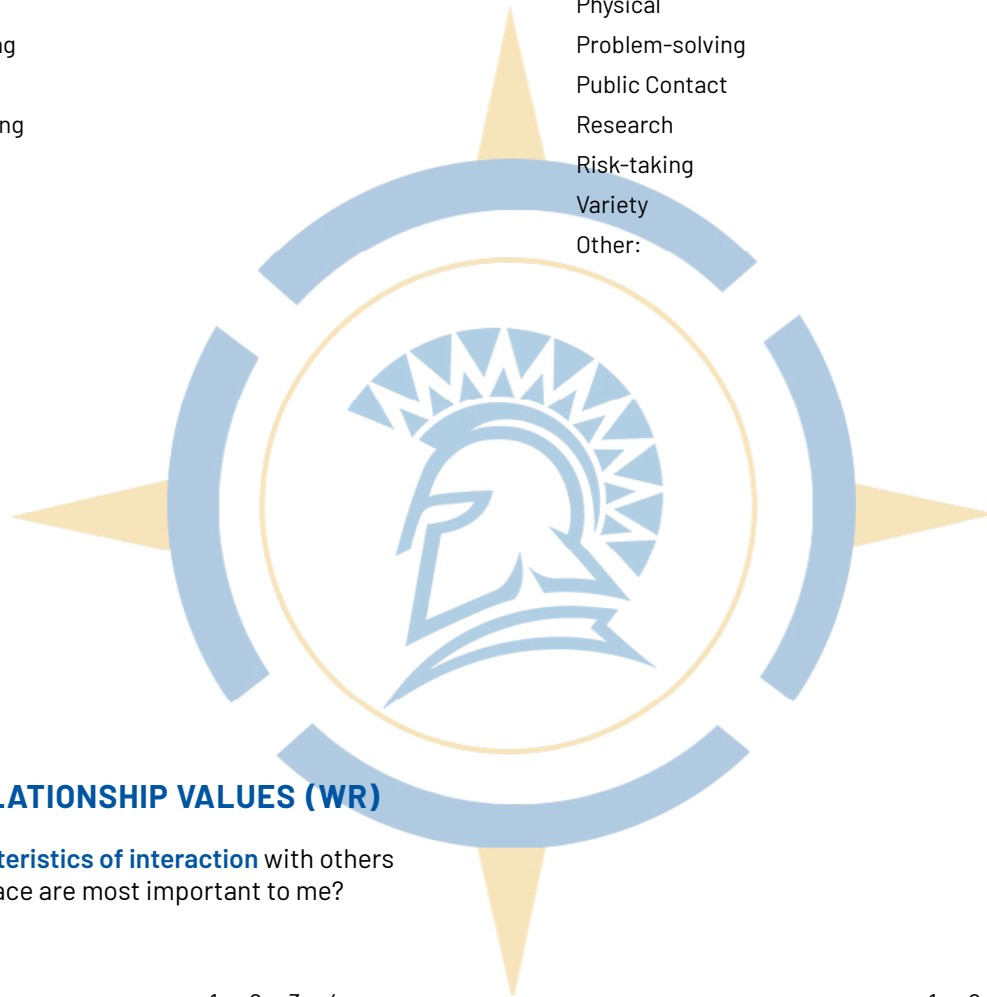 Physical
Problem-solving
Public Contact
Research
Risk-taking
Variety
Other:
LATIONSHIP VALUES (WR)
teristics of interaction with others
ace are most important to me?